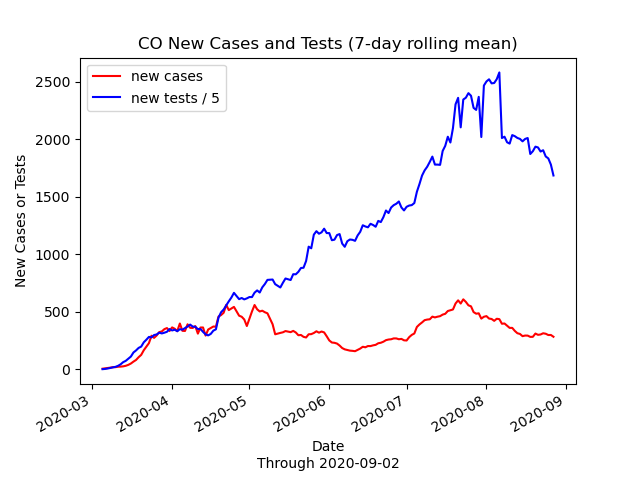 CO New Cases and Tests (7-day rolling mean)
new cases
new tests / 5
New Cases or Tests
2500
2000
1500
1000
500
0
2020-03
2020-04
2020-05
2020-06
2020-07
2020-08
2020-09
Date
Through 2020-09-02